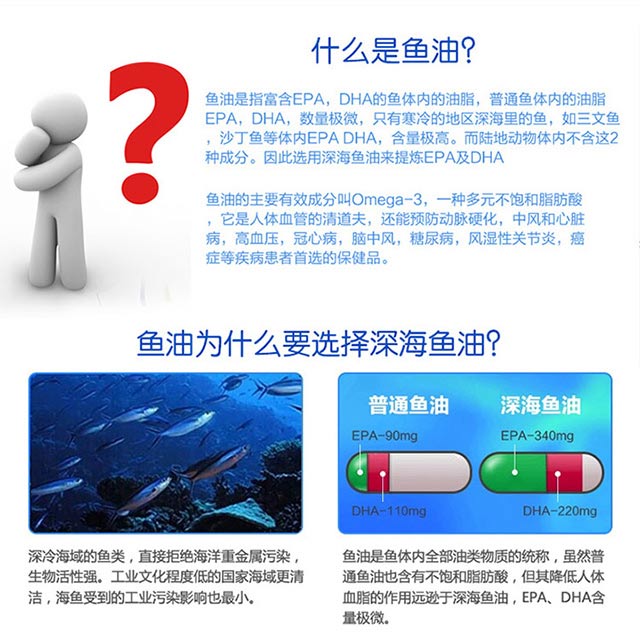 什么是鱼油?
鱼油是指富含EPA，DHA的鱼体内的油脂，普通鱼体内的油脂
EPA，DHA，数量极微，只有寒冷的地区深海里的鱼，如三文鱼
，沙丁鱼等体内EPA DHA，含量极高。而陆地动物体内不含这2
种成分。因此选用深海鱼油来提炼EPA及DHA
鱼油的主要有效成分叫Omega-3，一种多元不饱和脂肪酸
，它是人体血管的清道夫，还能预防动脉硬化，中风和心脏
病，高血压，冠心病，脑中风，糖尿病，风湿性关节炎，癌
症等疾病患者首选的保健品。
鱼油为什么要选择深海鱼油?
普通鱼油
EPA-90mg
DHA-110mg
深海鱼油
EPA-340mg
DHA-220mg
深冷海域的鱼类，直接拒绝海洋重金属污染，
生物活性强。工业文化程度低的国家海域更清
洁，海鱼受到的工业污染影响也最小。
鱼油是鱼体内全部油类物质的统称，虽然普
通鱼油也含有不饱和脂肪酸，但其降低人体
血脂的作用远逊于深海鱼油，EPA、DHA含
量极微。